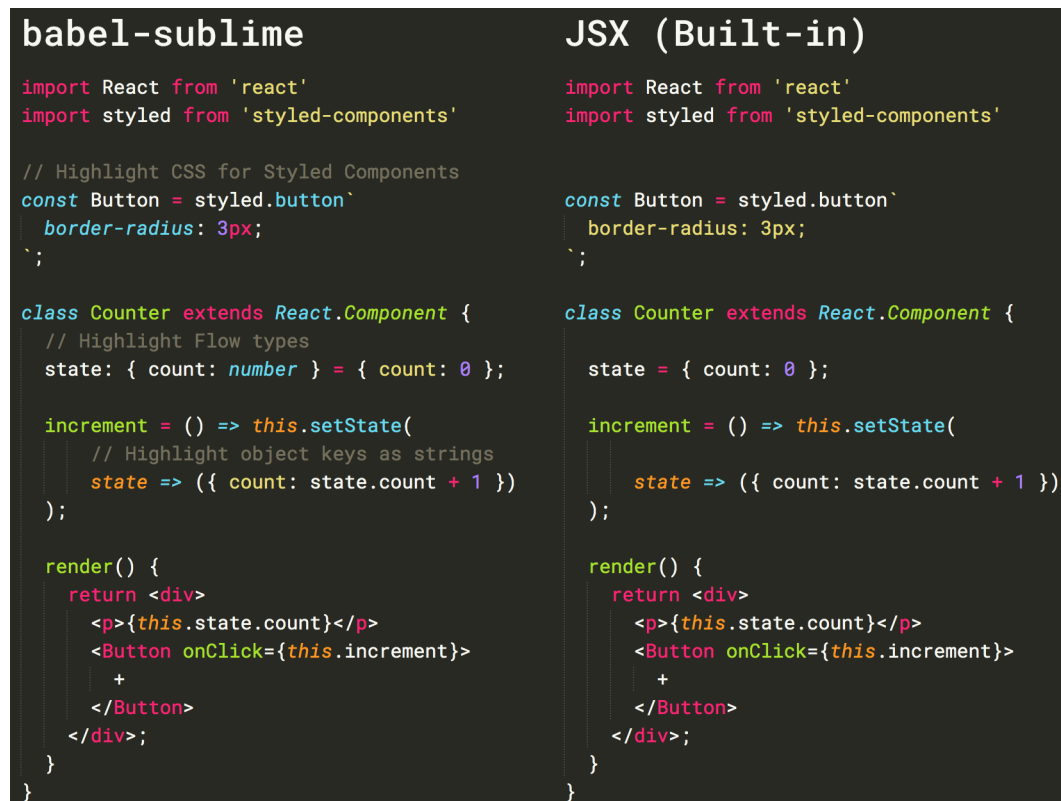 babel-sublime
import React from 'react'
import styled from 'styled-components'
// Highlight CSS for Styled Components
const Button = styled.button`
  border-radius: 3px;
`;
class Counter extends React.Component {
  // Highlight Flow types
  state: { count: number } = { count: 0 };
  increment = () => this.setState(
      // Highlight object keys as strings
      state => ({ count: state.count + 1 })
  );
  render() {
    return <div>
      <p>{this.state.count}</p>
      <Button onClick={this.increment}>
        +
      </Button>
    </div>;
  }
}
JSX (Built-in)
import React from 'react'
import styled from 'styled-components'
const Button = styled.button`
  border-radius: 3px;
`;
class Counter extends React.Component {
  state = { count: 0 };
  increment = () => this.setState(
      state => ({ count: state.count + 1 })
  );
  render() {
    return <div>
      <p>{this.state.count}</p>
      <Button onClick={this.increment}>
        +
      </Button>
    </div>;
  }
}